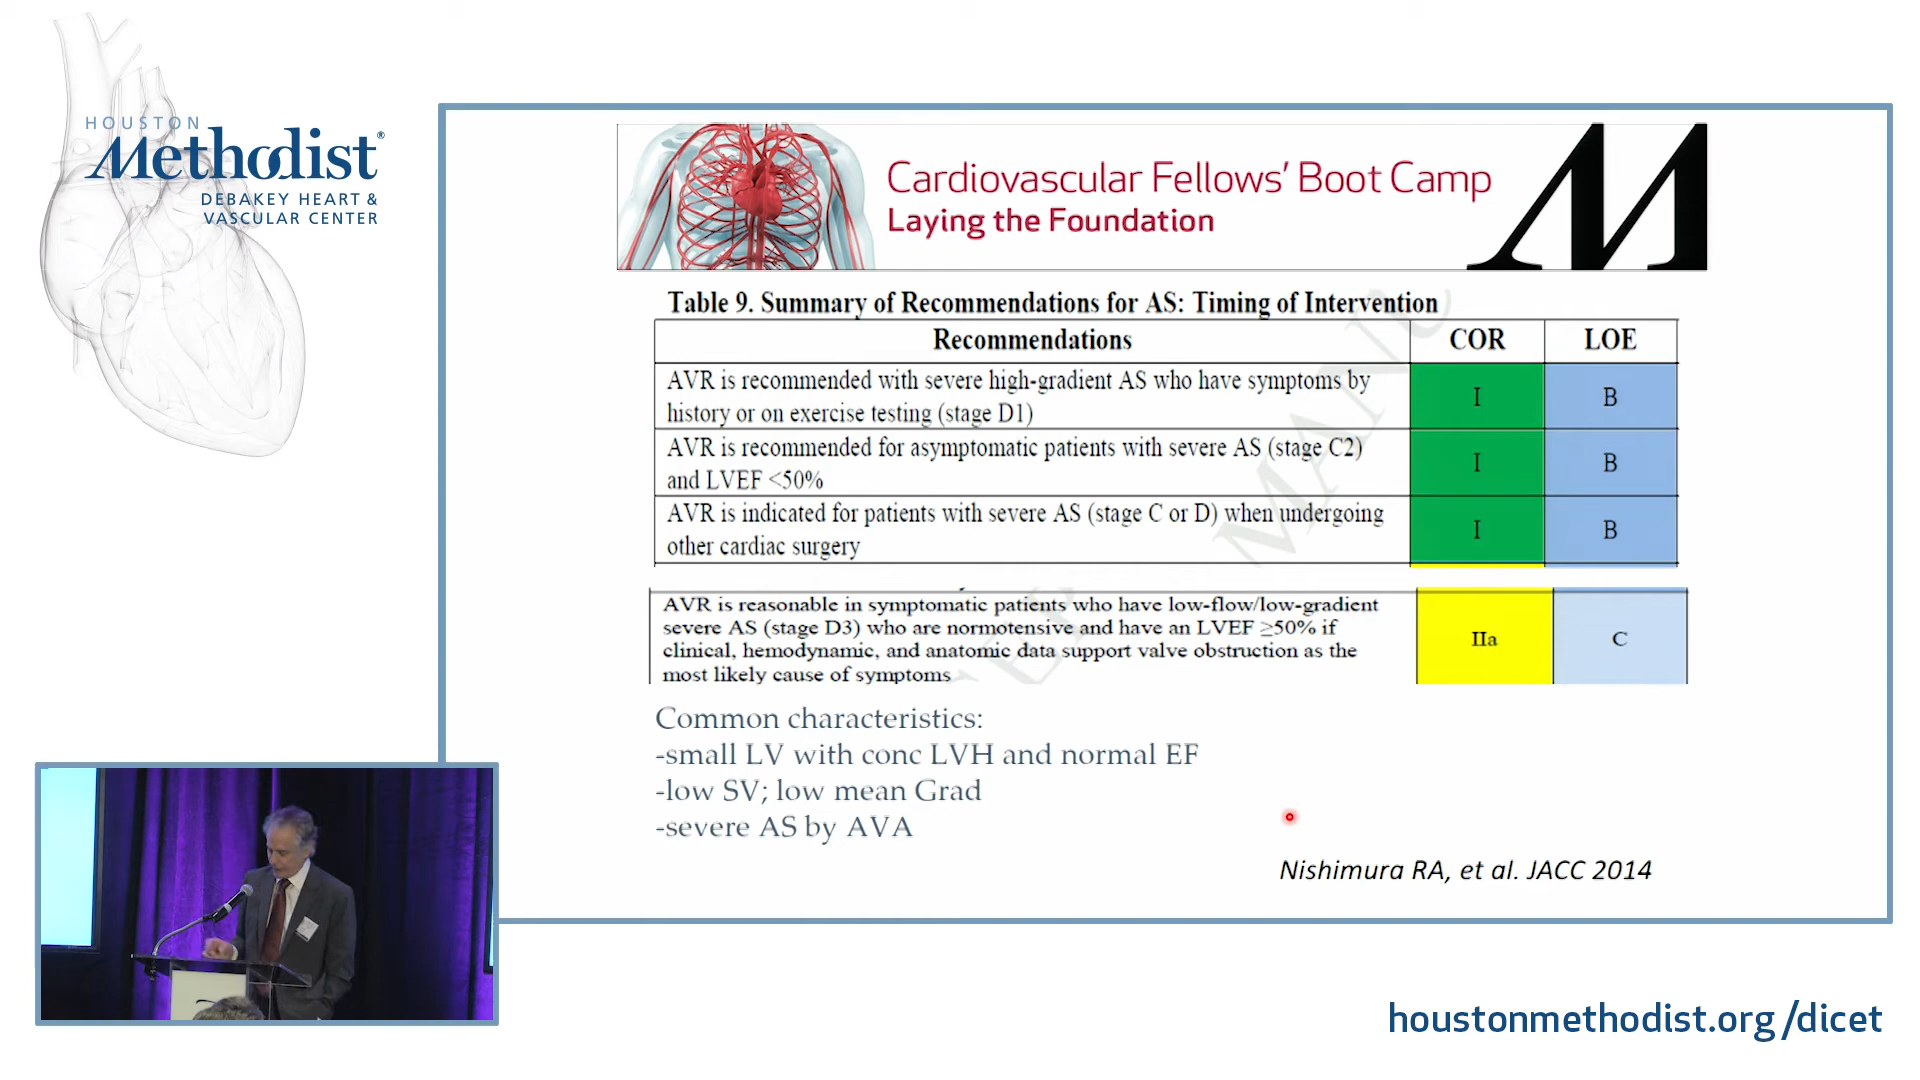 HOUSTON
Methodist®
DEBAKEY HEART &
VASCULAR CENTER
Cardiovascular Fellows' Boot Camp
Laying the Foundation
M
Table 9. Summary of Recommendations for AS: Timing of Intervention
Recommendations COR LOE
AVR is recommended with severe high-gradient AS who have symptoms by
history or on exercise testing (stage D1)
I B
AVR is recommended for asymptomatic patients with severe AS (stage C2)
and LVEF <50%
I B
AVR is indicated for patients with severe AS (stage C or D) when undergoing
other cardiac surgery
I B
AVR is reasonable in symptomatic patients who have low-flow/low-gradient
severe AS (stage D3) who are normotensive and have an LVEF ≥50% if
clinical, hemodynamic, and anatomic data support valve obstruction as the
most likely cause of symptoms
IIa C
Common characteristics:
-small LV with conc LVH and normal EF
-low SV; low mean Grad
-severe AS by AVA
Nishimura RA, et al. JACC 2014
houstonmethodist.org/dicet